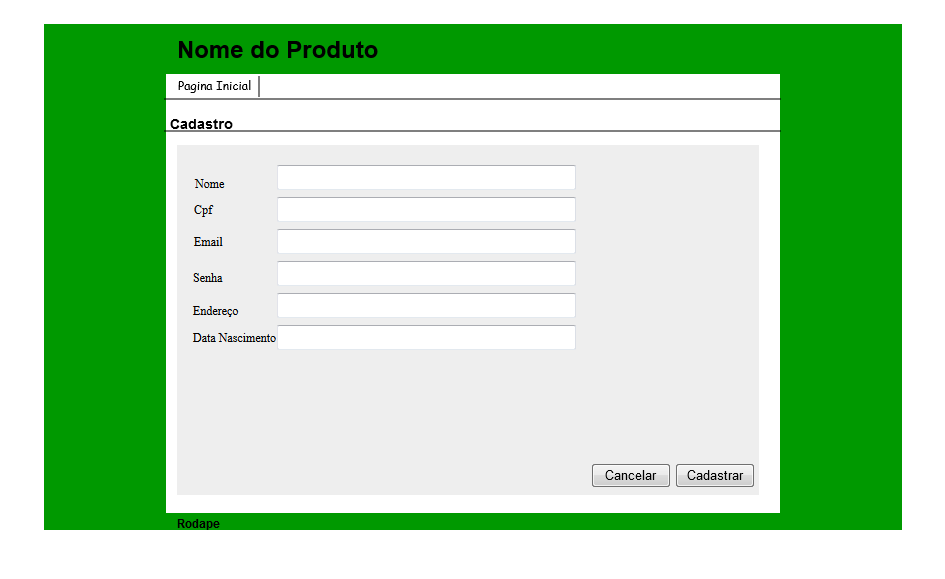 Nome do Produto
Pagina Inicial
Cadastro
Nome
Cpf
Email
Senha
Endereço
Data Nascimento
Cancelar Cadastrar
Rodape